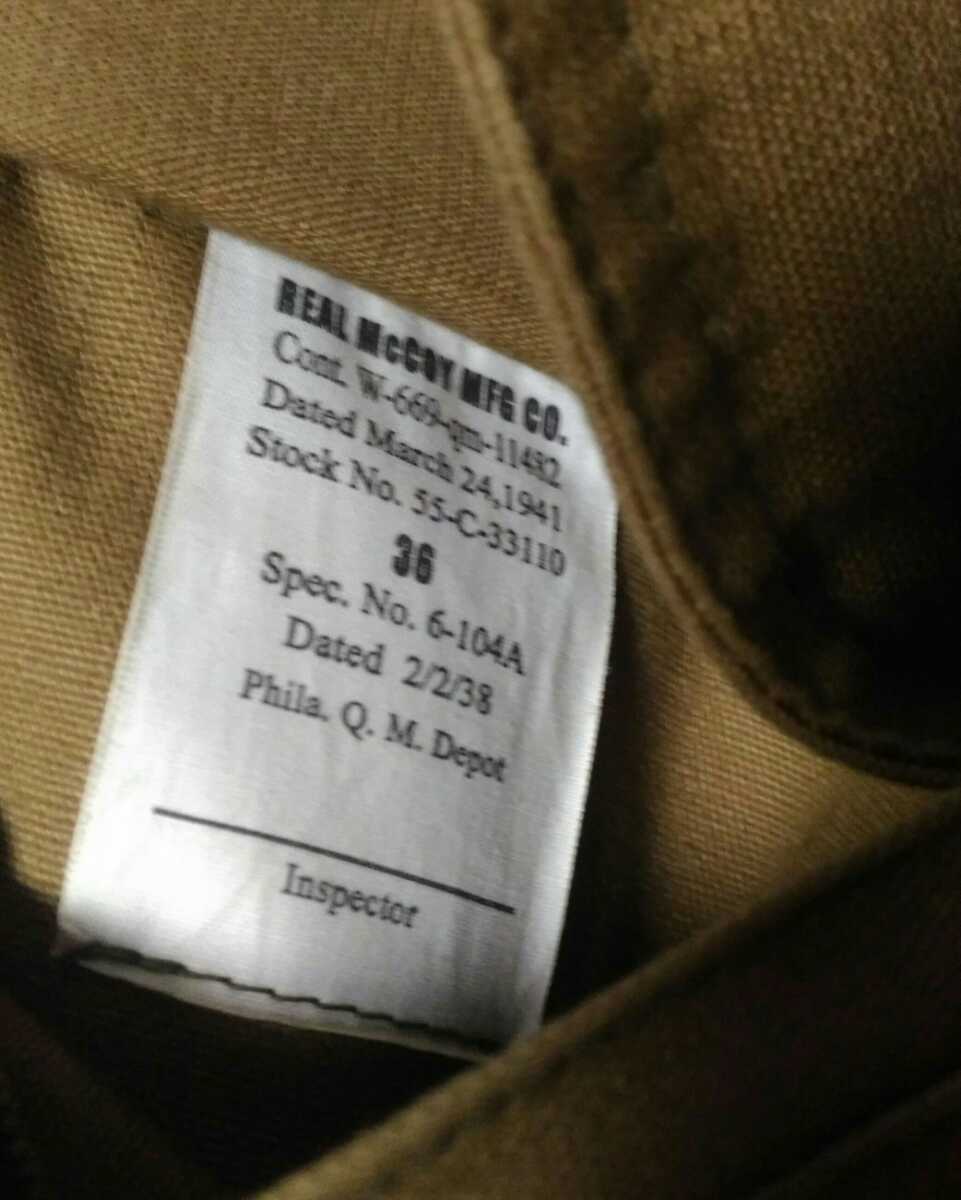 REAL McCOY MFG CO.
Cont. W-669-qm-11482
Dated March 24,1941
Stock No. 55-C-33110
36
Spec. No. 6-104A
Dated 2/2/38
Phila. Q. M. Depot
Inspector